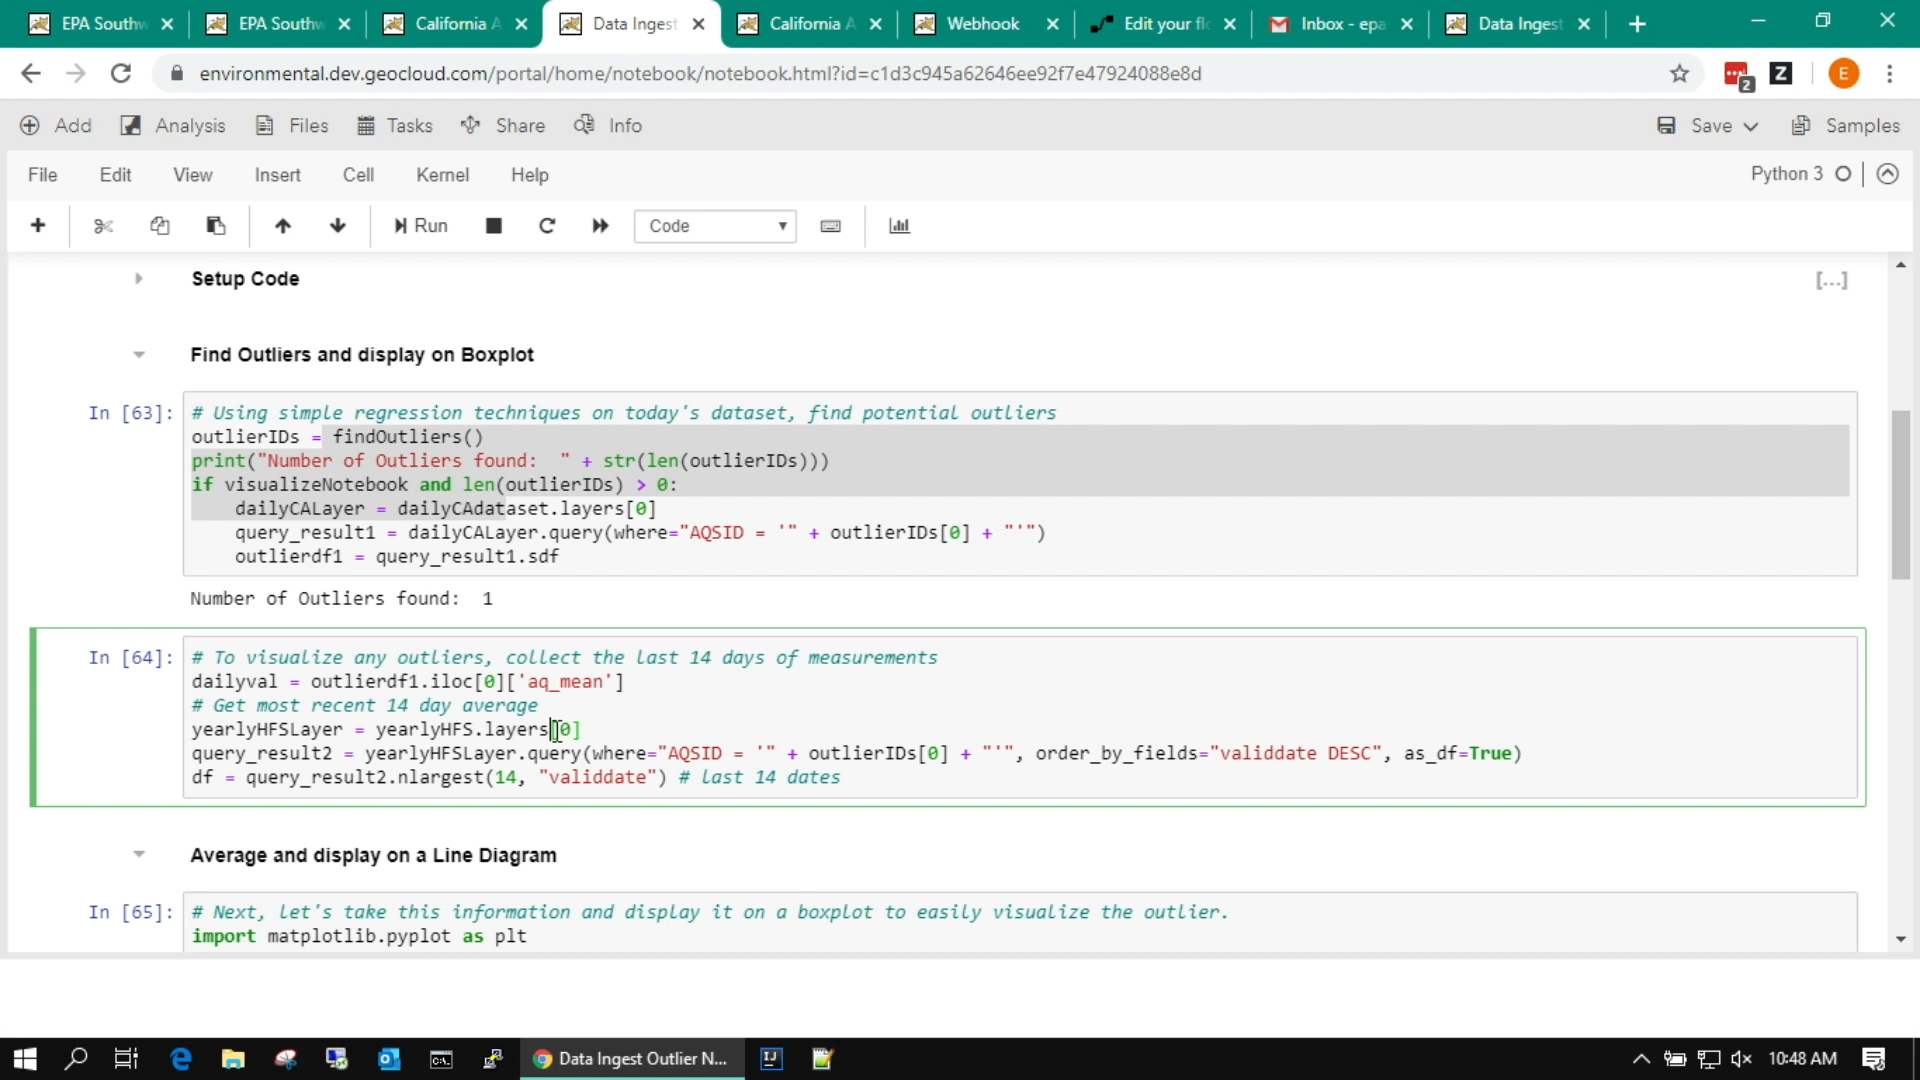 EPA Southw
EPA Southw
California A
Data Ingest
California A
Webhook
Edit your flo
Inbox - epa
Data Ingest
environmental.dev.geocloud.com/portal/home/notebook/notebook.html?id=c1d3c945a62646ee92f7e47924088e8d
2
Z
E
Add
Analysis
Files
Tasks
Share
Info
Save
Samples
File
Edit
View
Insert
Cell
Kernel
Help
Python 3
Run
Code
Setup Code
[...]
Find Outliers and display on Boxplot
In [63]:
# Using simple regression techniques on today's dataset, find potential outliers
outlierIDs = findOutliers()
print("Number of Outliers found:  " + str(len(outlierIDs)))
if visualizeNotebook and len(outlierIDs) > 0:
    dailyCALayer = dailyCAdataset.layers[0]
    query_result1 = dailyCALayer.query(where="AQSID = '" + outlierIDs[0] + "'")
    outlierdf1 = query_result1.sdf
Number of Outliers found:  1
In [64]:
# To visualize any outliers, collect the last 14 days of measurements
dailyval = outlierdf1.iloc[0]['aq_mean']
# Get most recent 14 day average
yearlyHFSLayer = yearlyHFS.layers[0]
query_result2 = yearlyHFSLayer.query(where="AQSID = '" + outlierIDs[0] + "'", order_by_fields="validdate DESC", as_df=True)
df = query_result2.nlargest(14, "validdate") # last 14 dates
Average and display on a Line Diagram
In [65]:
# Next, let's take this information and display it on a boxplot to easily visualize the outlier.
import matplotlib.pyplot as plt
Data Ingest Outlier N...
10:48 AM